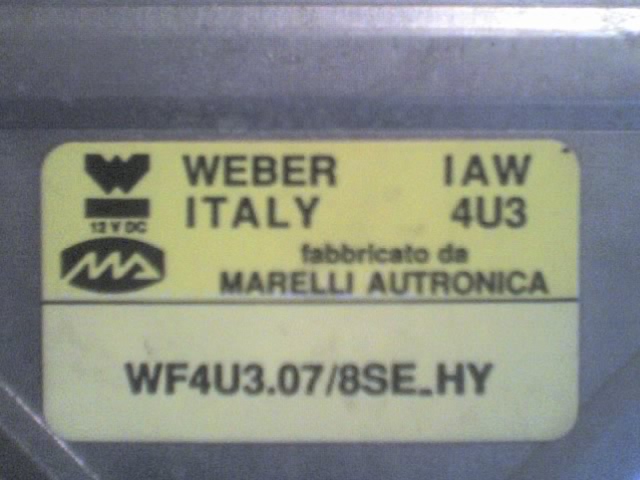 WEBER IAW
ITALY 4U3
12 V DC
fabbricato da
MARELLI AUTRONICA
WF4U3.07/8SE_HY